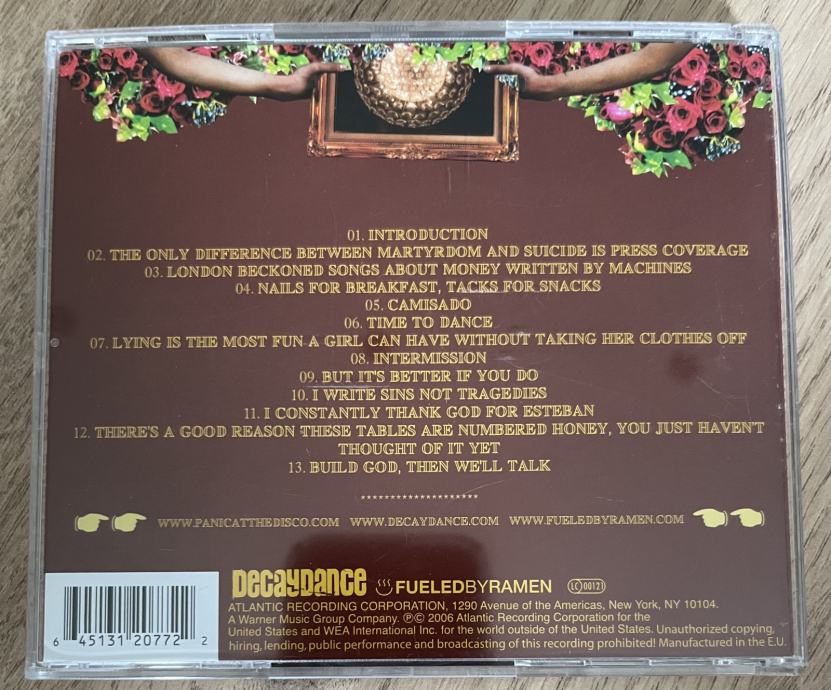 01. INTRODUCTION
02. THE ONLY DIFFERENCE BETWEEN MARTYRDOM AND SUICIDE IS PRESS COVERAGE
03. LONDON BECKONED SONGS ABOUT MONEY WRITTEN BY MACHINES
04. NAILS FOR BREAKFAST, TACKS FOR SNACKS
05. CAMISADO
06. TIME TO DANCE
07. LYING IS THE MOST FUN A GIRL CAN HAVE WITHOUT TAKING HER CLOTHES OFF
08. INTERMISSION
09. BUT IT'S BETTER IF YOU DO
10. I WRITE SINS NOT TRAGEDIES
11. I CONSTANTLY THANK GOD FOR ESTEBAN
12. THERE'S A GOOD REASON THESE TABLES ARE NUMBERED HONEY, YOU JUST HAVEN'T
THOUGHT OF IT YET
13. BUILD GOD, THEN WE'LL TALK
********************
WWW.PANICATTHEDISCO.COM WWW.DECAYDANCE.COM WWW.FUELEDBYRAMEN.COM
DECAYDANCE FUELEDBYRAMEN LC 00121
ATLANTIC RECORDING CORPORATION, 1290 Avenue of the Americas, New York, NY 10104.
A Warner Music Group Company. ℗© 2006 Atlantic Recording Corporation for the
United States and WEA International Inc. for the world outside of the United States. Unauthorized copying,
hiring, lending, public performance and broadcasting of this recording prohibited! Manufactured in the E.U.
6 45131 20772 2